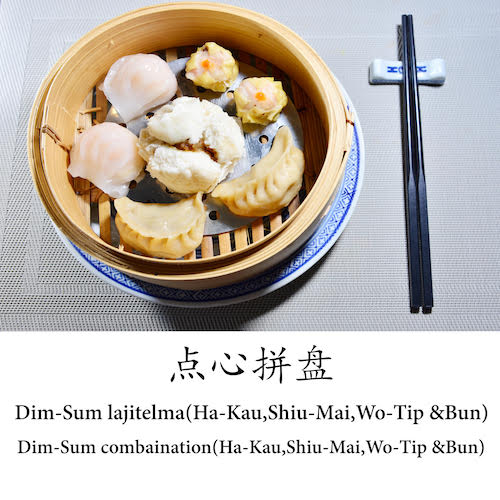 点心拼盘
Dim-Sum lajitelma(Ha-Kau,Shiu-Mai,Wo-Tip &Bun)
Dim-Sum combaination(Ha-Kau,Shiu-Mai,Wo-Tip &Bun)